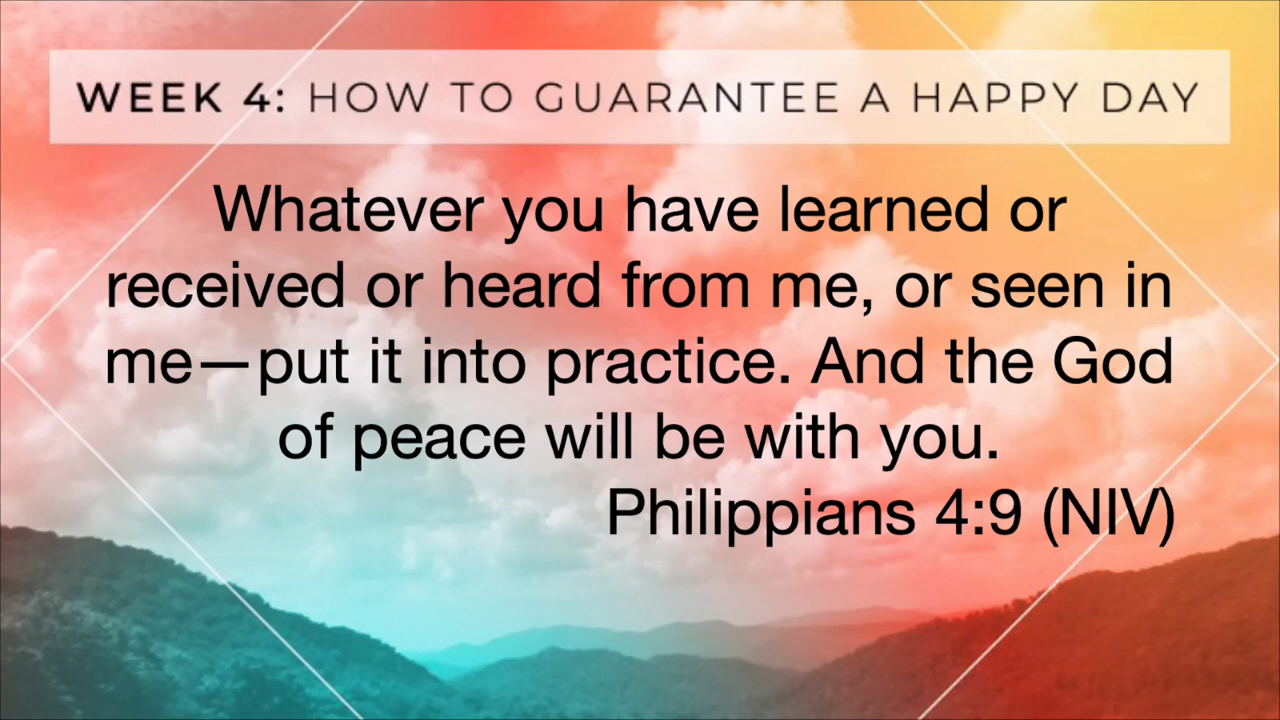 WEEK 4: HOW TO GUARANTEE A HAPPY DAY
Whatever you have learned or
received or heard from me, or seen in
me—put it into practice. And the God
of peace will be with you.
Philippians 4:9 (NIV)